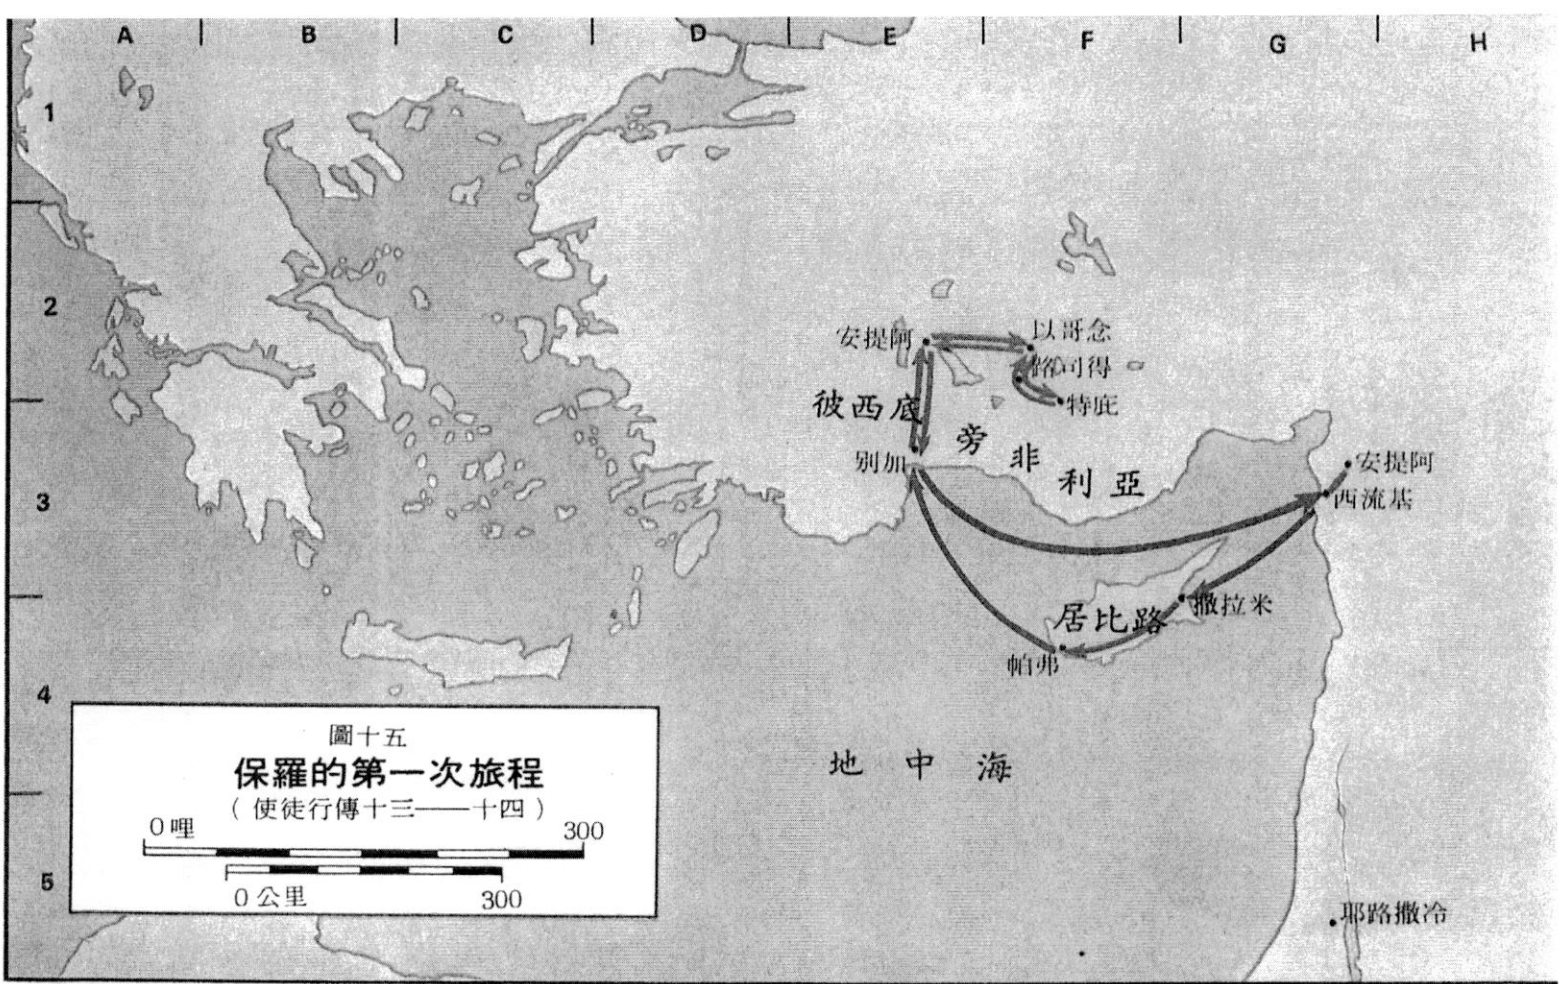 A B C D E F G H
1
2
3
4
5
安提阿
以哥念
路司得
特庇
彼西底
旁非利亞
別加
安提阿
西流基
撒拉米
居比路
帕弗
地中海
耶路撒冷
圖十五
保羅的第一次旅程
(使徒行傳十三——十四)
0哩 300
0公里 300